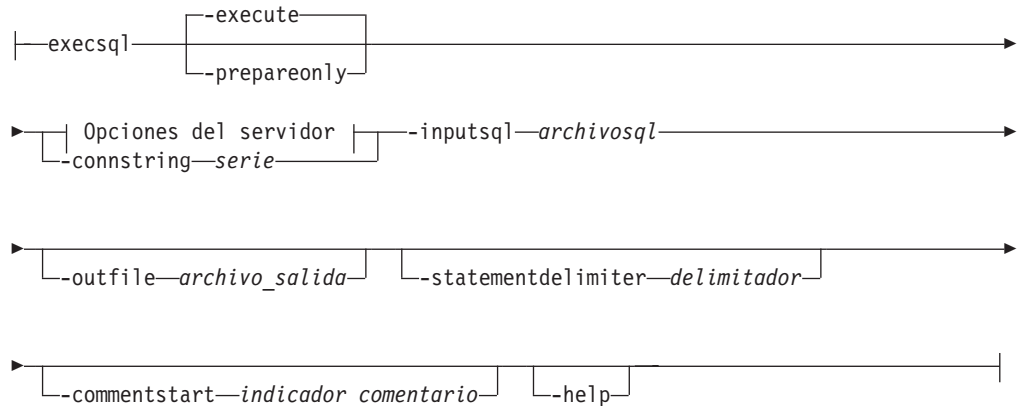 -execute
execsql
-prepareonly
Opciones del servidor -inputsql archivosql
-connstring serie
-outfile archivo_salida -statementdelimiter delimitador
-commentstart indicador comentario -help